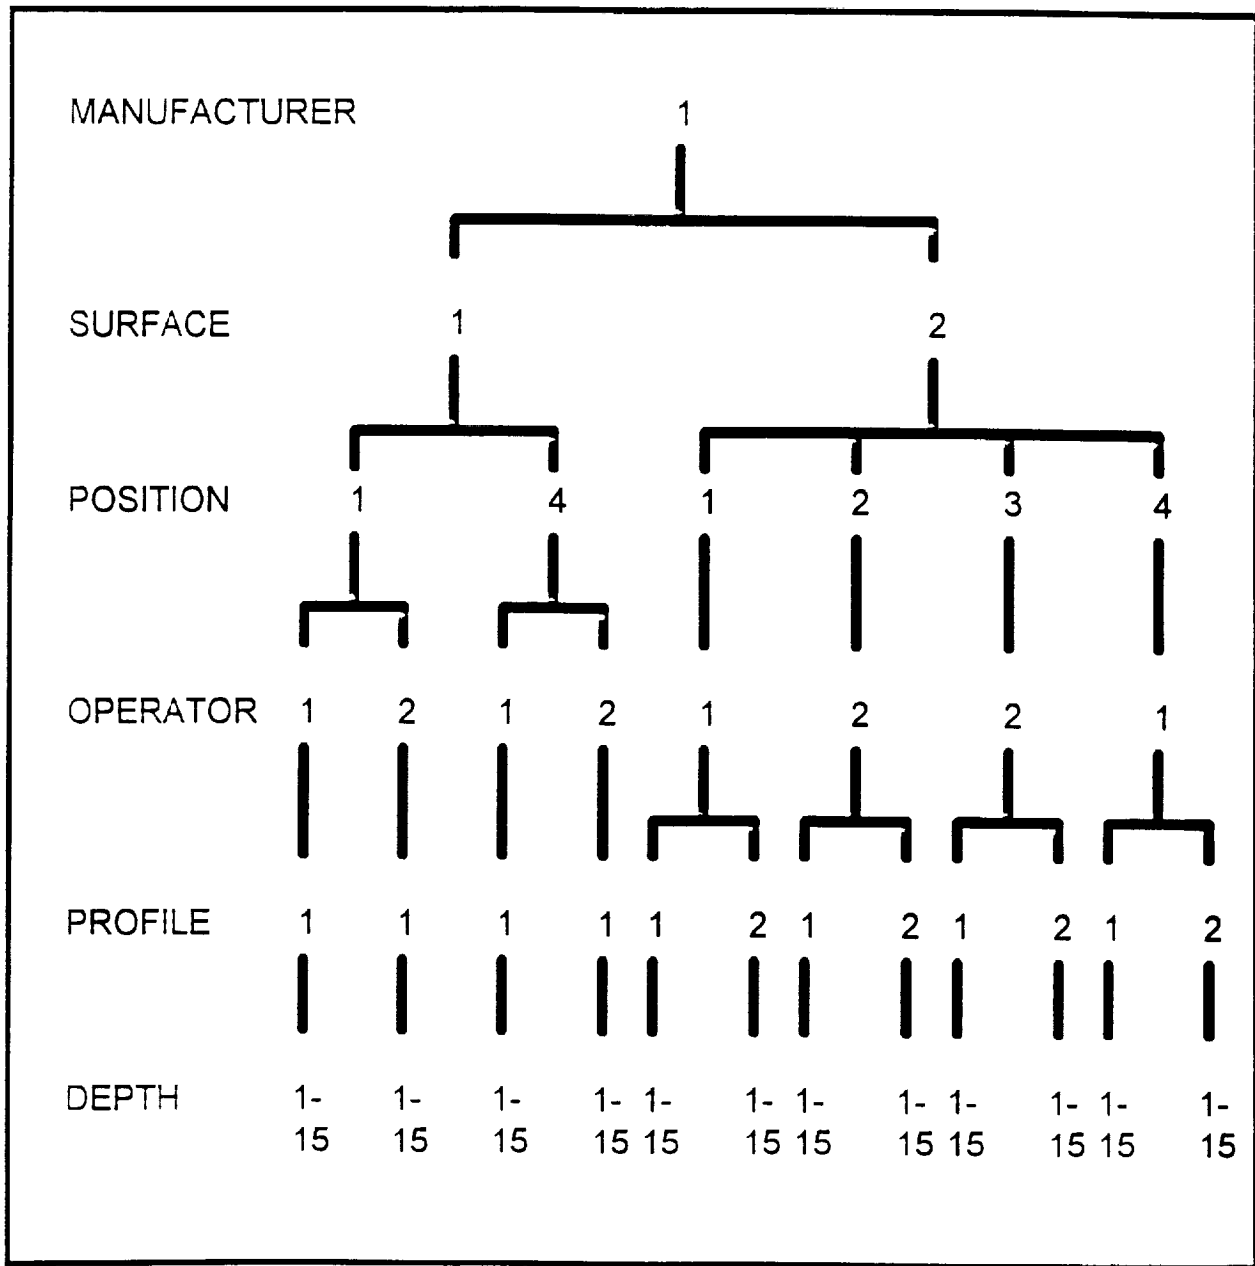 MANUFACTURER 1
SURFACE 1 2
POSITION 1 4 1 2 3 4
OPERATOR 1 2 1 2 1 2 2 1
PROFILE 1 1 1 1 1 2 1 2 1 2 1 2
DEPTH 1- 1- 1- 1- 1- 1- 1- 1- 1- 1- 1- 1-
15 15 15 15 15 15 15 15 15 15 15 15